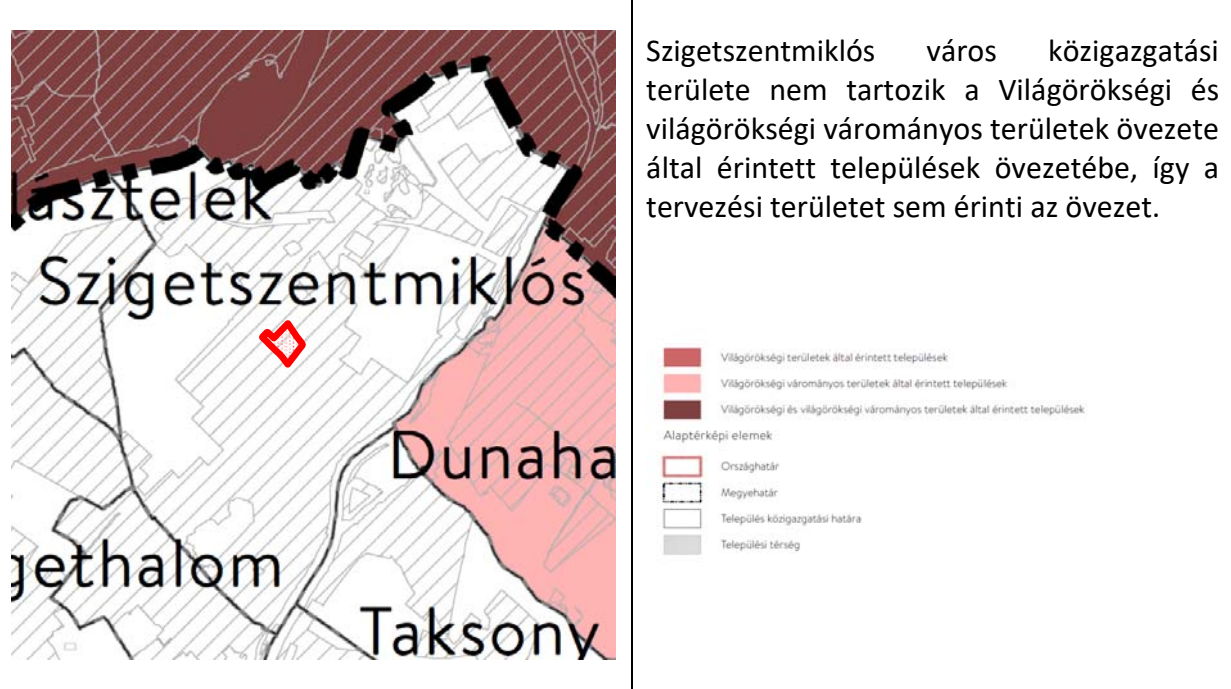 ásztelek
Szigetszentmiklós
Dunaha
gethalom
Taksony
Szigetszentmiklós város közigazgatási
területe nem tartozik a Világörökségi és
világörökségi várományos területek övezete
által érintett települések övezetébe, így a
tervezési területet sem érinti az övezet.
Világörökségi területek által érintett települések
Világörökségi várományos területek által érintett települések
Világörökségi és világörökségi várományos területek által érintett települések
Alaptérképi elemek
Országhatár
Megyehatár
Település közigazgatási határa
Települési térség